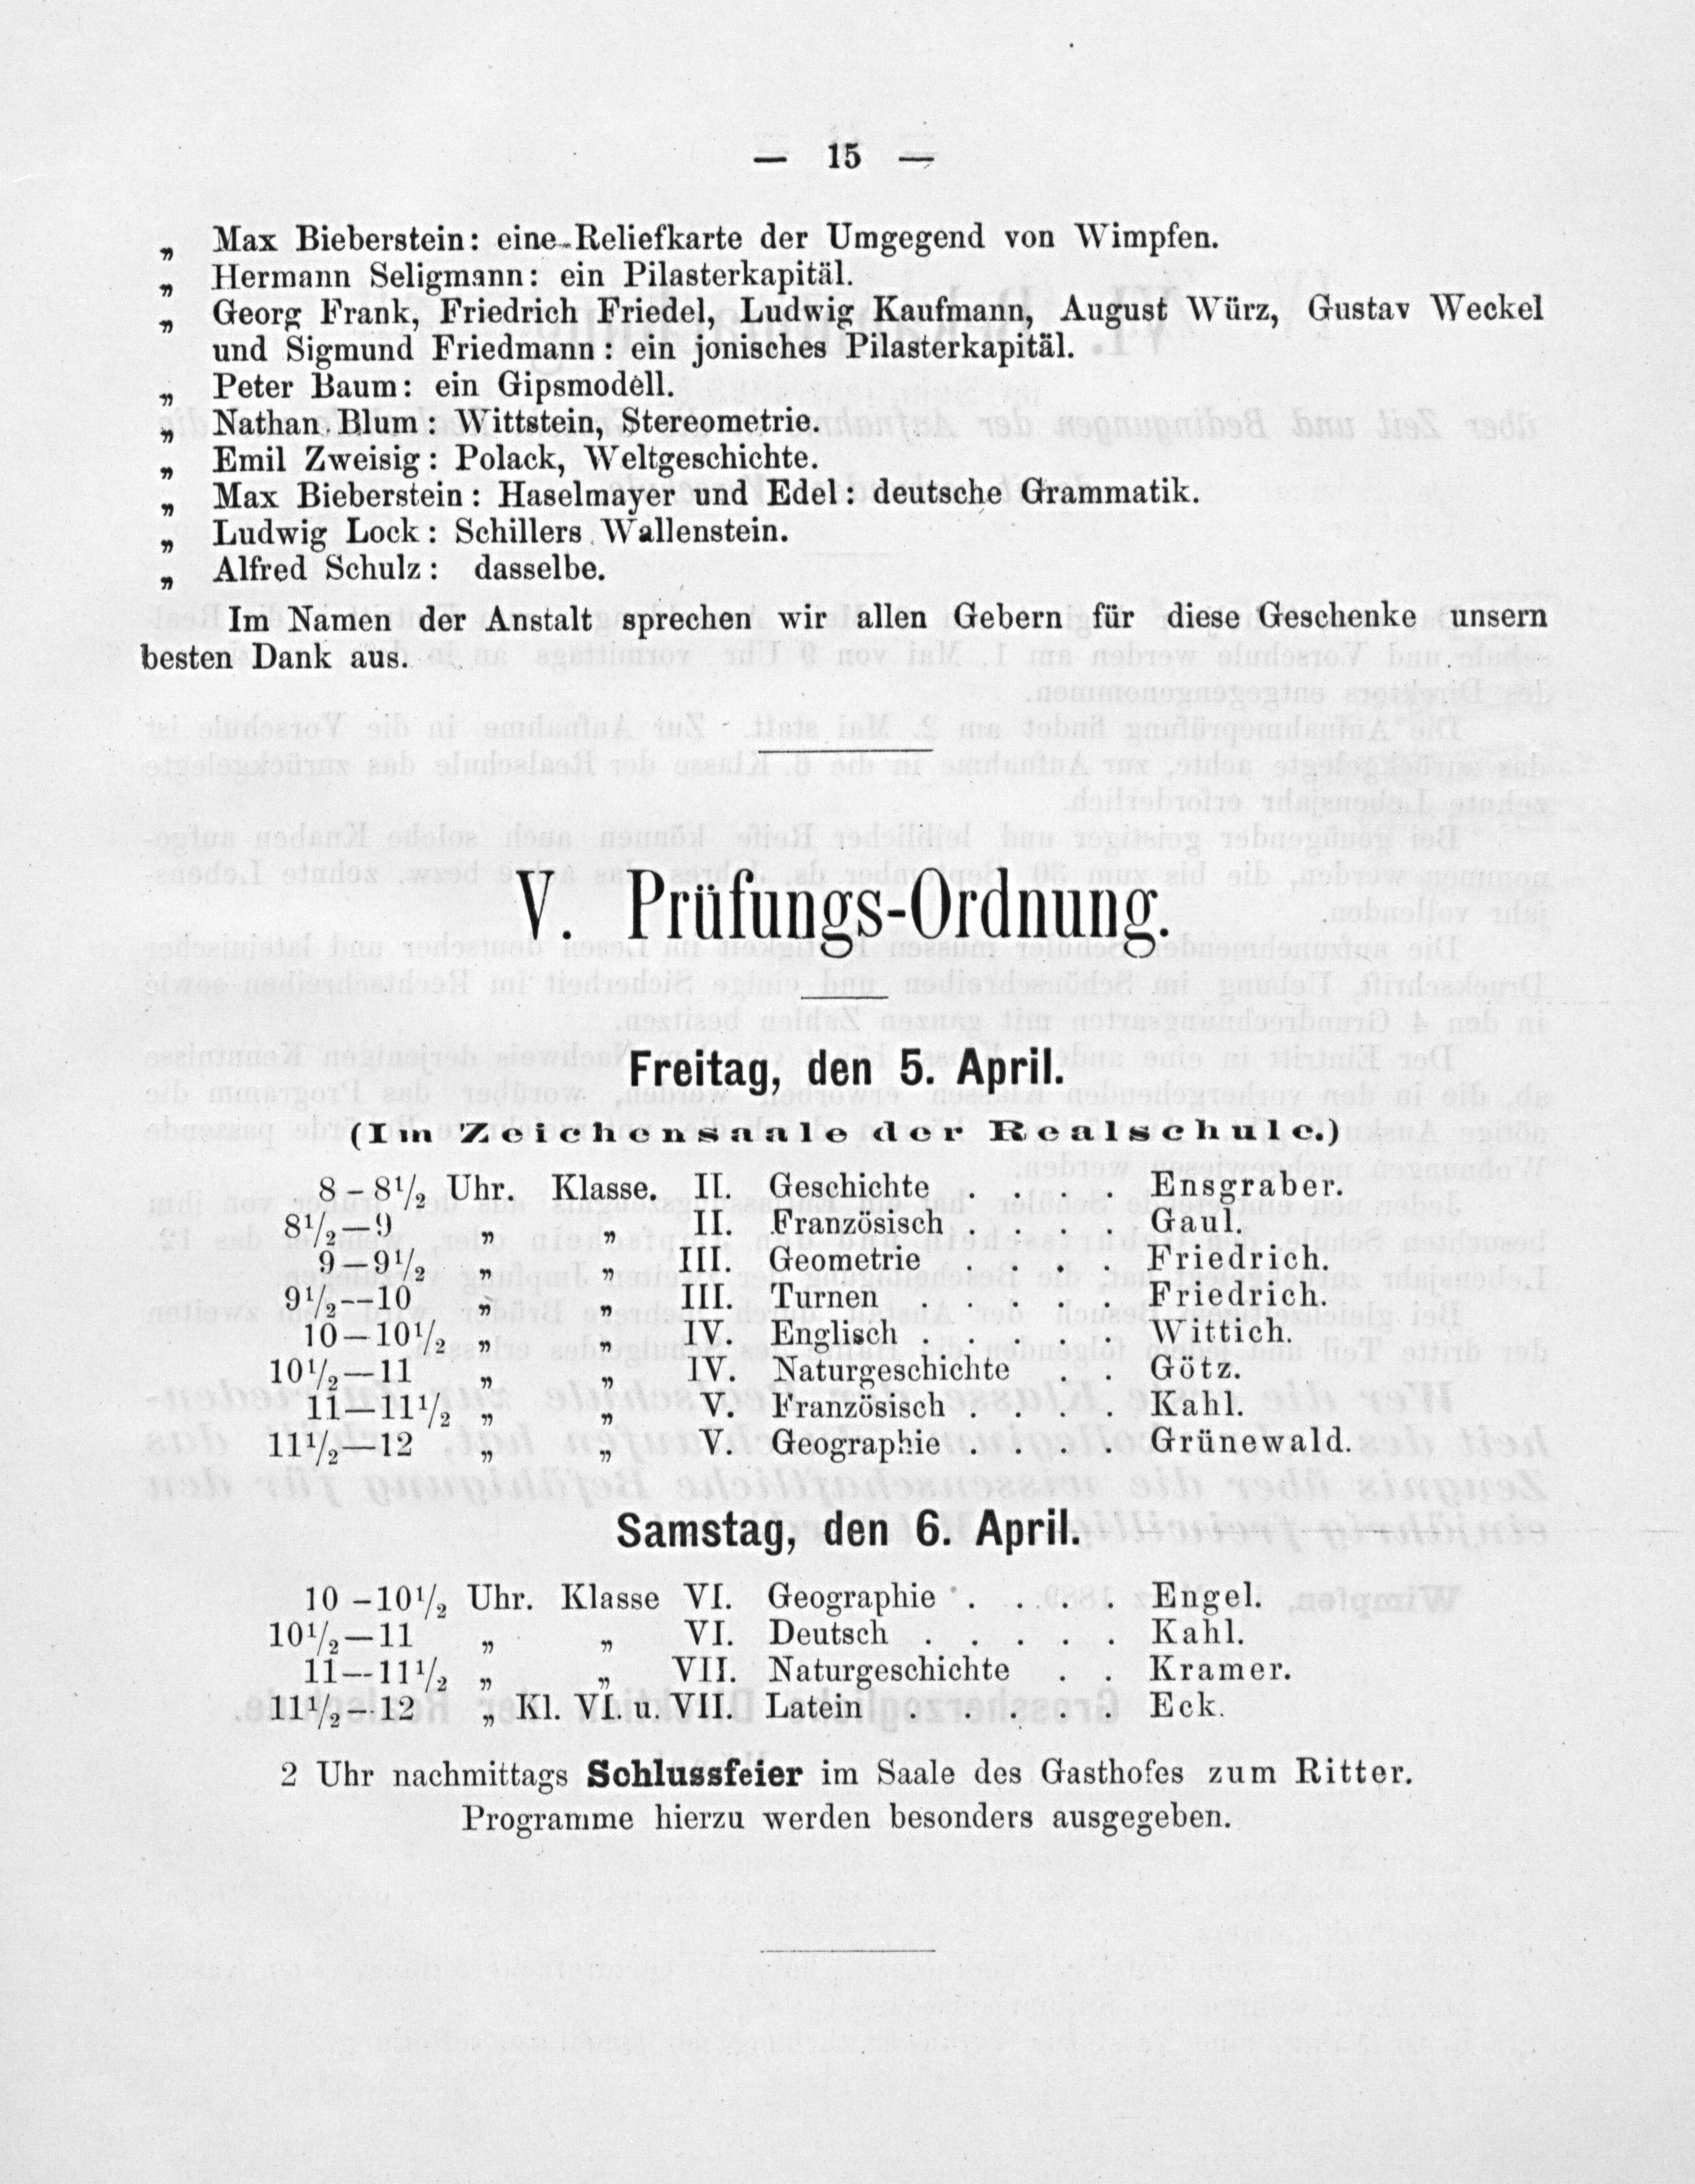 — 15 —
„ Max Bieberstein: eine Reliefkarte der Umgegend von Wimpfen.
„ Hermann Seligmann: ein Pilasterkapitäl.
„ Georg Frank, Friedrich Friedel, Ludwig Kaufmann, August Würz, Gustav Weckel
und Sigmund Friedmann: ein jonisches Pilasterkapitäl.
„ Peter Baum: ein Gipsmodell.
„ Nathan Blum: Wittstein, Stereometrie.
„ Emil Zweisig: Polack, Weltgeschichte.
„ Max Bieberstein: Haselmayer und Edel: deutsche Grammatik.
„ Ludwig Lock: Schillers Wallenstein.
„ Alfred Schulz: dasselbe.
Im Namen der Anstalt sprechen wir allen Gebern für diese Geschenke unsern
besten Dank aus.
V. Prüfungs-Ordnung.
Freitag, den 5. April.
(Im Zeichensaale der Realschule.)
8–8½ Uhr. Klasse. II. Geschichte . . . . Ensgraber.
8½—9 „ „ II. Französisch . . . . Gaul.
9—9½ „ „ III. Geometrie . . . . Friedrich.
9½—10 „ „ III. Turnen . . . . . Friedrich.
10—10½ „ „ IV. Englisch . . . . . Wittich.
10½—11 „ „ IV. Naturgeschichte . . Götz.
11—11½ „ „ V. Französisch . . . . Kahl.
11½—12 „ „ V. Geographie . . . . Grünewald.
Samstag, den 6. April.
10–10½ Uhr. Klasse VI. Geographie . . . . Engel.
10½—11 „ „ VI. Deutsch . . . . . Kahl.
11—11½ „ „ VII. Naturgeschichte . . Kramer.
11½—12 „ Kl. VI. u. VII. Latein . . . . . Eck.
2 Uhr nachmittags Schlussfeier im Saale des Gasthofes zum Ritter.
Programme hierzu werden besonders ausgegeben.